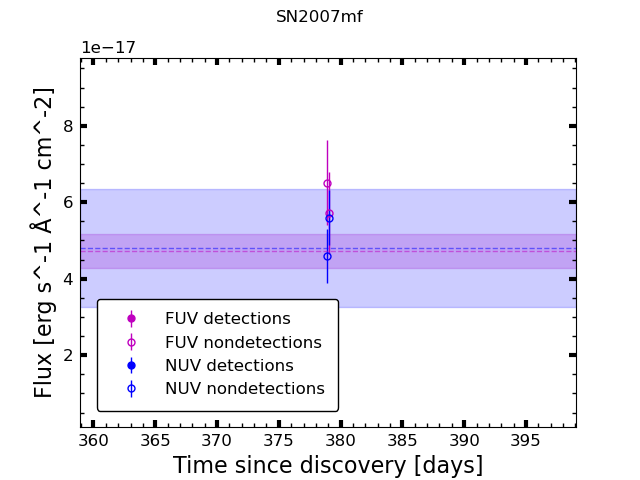 SN2007mf
1e−17
8
6
4
2
Flux [erg s^-1 Å^-1 cm^-2]
FUV detections
FUV nondetections
NUV detections
NUV nondetections
360 365 370 375 380 385 390 395
Time since discovery [days]